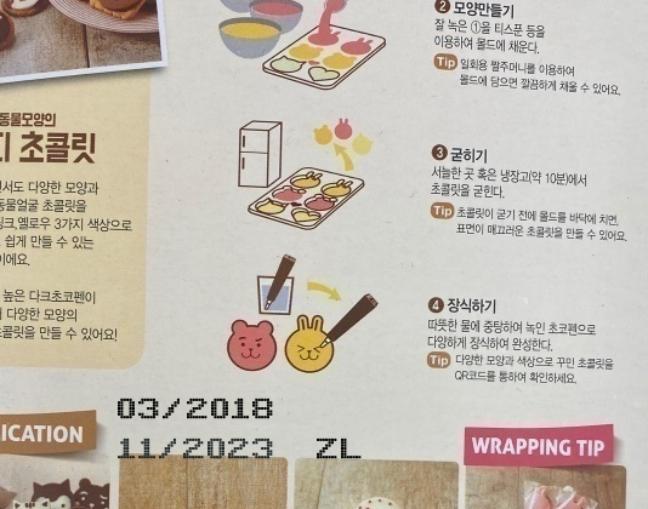 ❷ 모양만들기
잘 녹은 ①을 티스푼 등을
이용하여 몰드에 채운다.
Tip 일회용 짤주머니를 이용하여
몰드에 담으면 깔끔하게 채울 수 있어요.
동물모양의
디 초콜릿
서도 다양한 모양과
동물얼굴 초콜릿을
핑크,옐로우 3가지 색상으로
쉽게 만들 수 있는
이에요.
높은 다크초코펜이
다양한 모양의
초콜릿을 만들 수 있어요!
❸ 굳히기
서늘한 곳 혹은 냉장고(약 10분)에서
초콜릿을 굳힌다.
Tip 초콜릿이 굳기 전에 몰드를 바닥에 치면,
표면이 매끄러운 초콜릿을 만들 수 있어요.
❹ 장식하기
따뜻한 물에 중탕하여 녹인 초코펜으로
다양하게 장식하여 완성한다.
Tip 다양한 모양과 색상으로 꾸민 초콜릿을
QR코드를 통하여 확인하세요.
03/2018
11/2023 ZL
ICATION
WRAPPING TIP